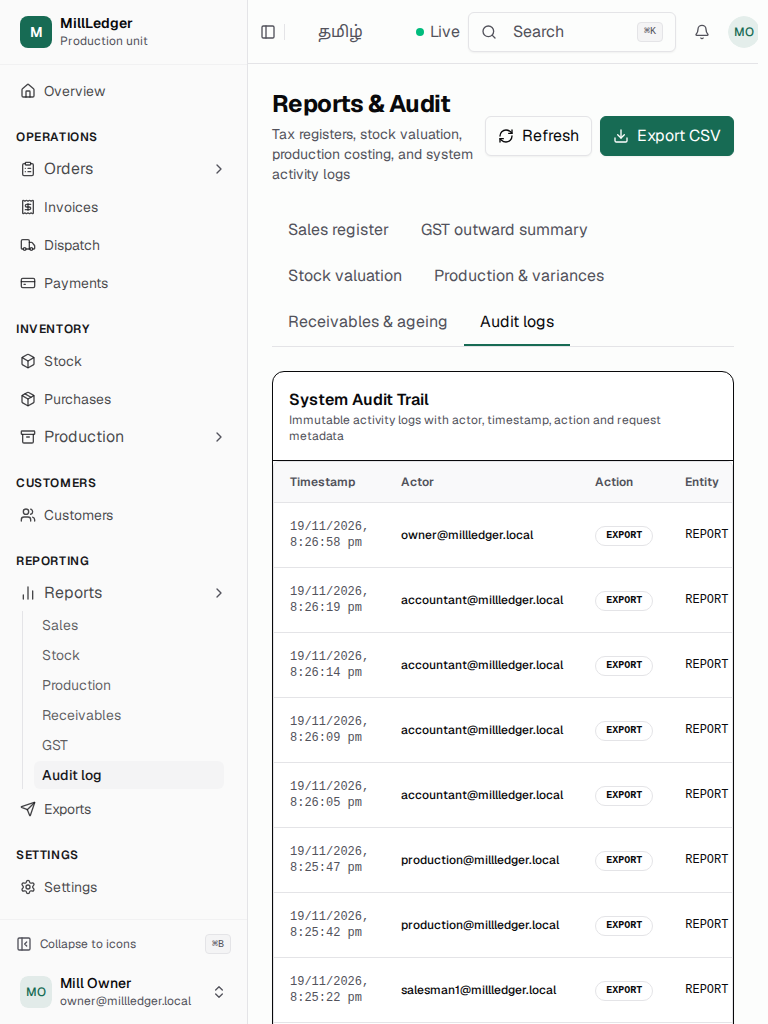 M
MillLedger
Production unit
Overview
OPERATIONS
Orders
Invoices
Dispatch
Payments
INVENTORY
Stock
Purchases
Production
CUSTOMERS
Customers
REPORTING
Reports
Sales
Stock
Production
Receivables
GST
Audit log
Exports
SETTINGS
Settings
Collapse to icons ⌘B
MO
Mill Owner
owner@millledger.local
தமிழ்
Live
Search ⌘K
MO
Reports & Audit
Tax registers, stock valuation,
production costing, and system
activity logs
Refresh
Export CSV
Sales register GST outward summary
Stock valuation Production & variances
Receivables & ageing Audit logs
System Audit Trail
Immutable activity logs with actor, timestamp, action and request
metadata
Timestamp Actor Action Entity
19/11/2026,
8:26:58 pm owner@millledger.local EXPORT REPORT
19/11/2026,
8:26:19 pm accountant@millledger.local EXPORT REPORT
19/11/2026,
8:26:14 pm accountant@millledger.local EXPORT REPORT
19/11/2026,
8:26:09 pm accountant@millledger.local EXPORT REPORT
19/11/2026,
8:26:05 pm accountant@millledger.local EXPORT REPORT
19/11/2026,
8:25:47 pm production@millledger.local EXPORT REPORT
19/11/2026,
8:25:42 pm production@millledger.local EXPORT REPORT
19/11/2026,
8:25:22 pm salesman1@millledger.local EXPORT REPORT